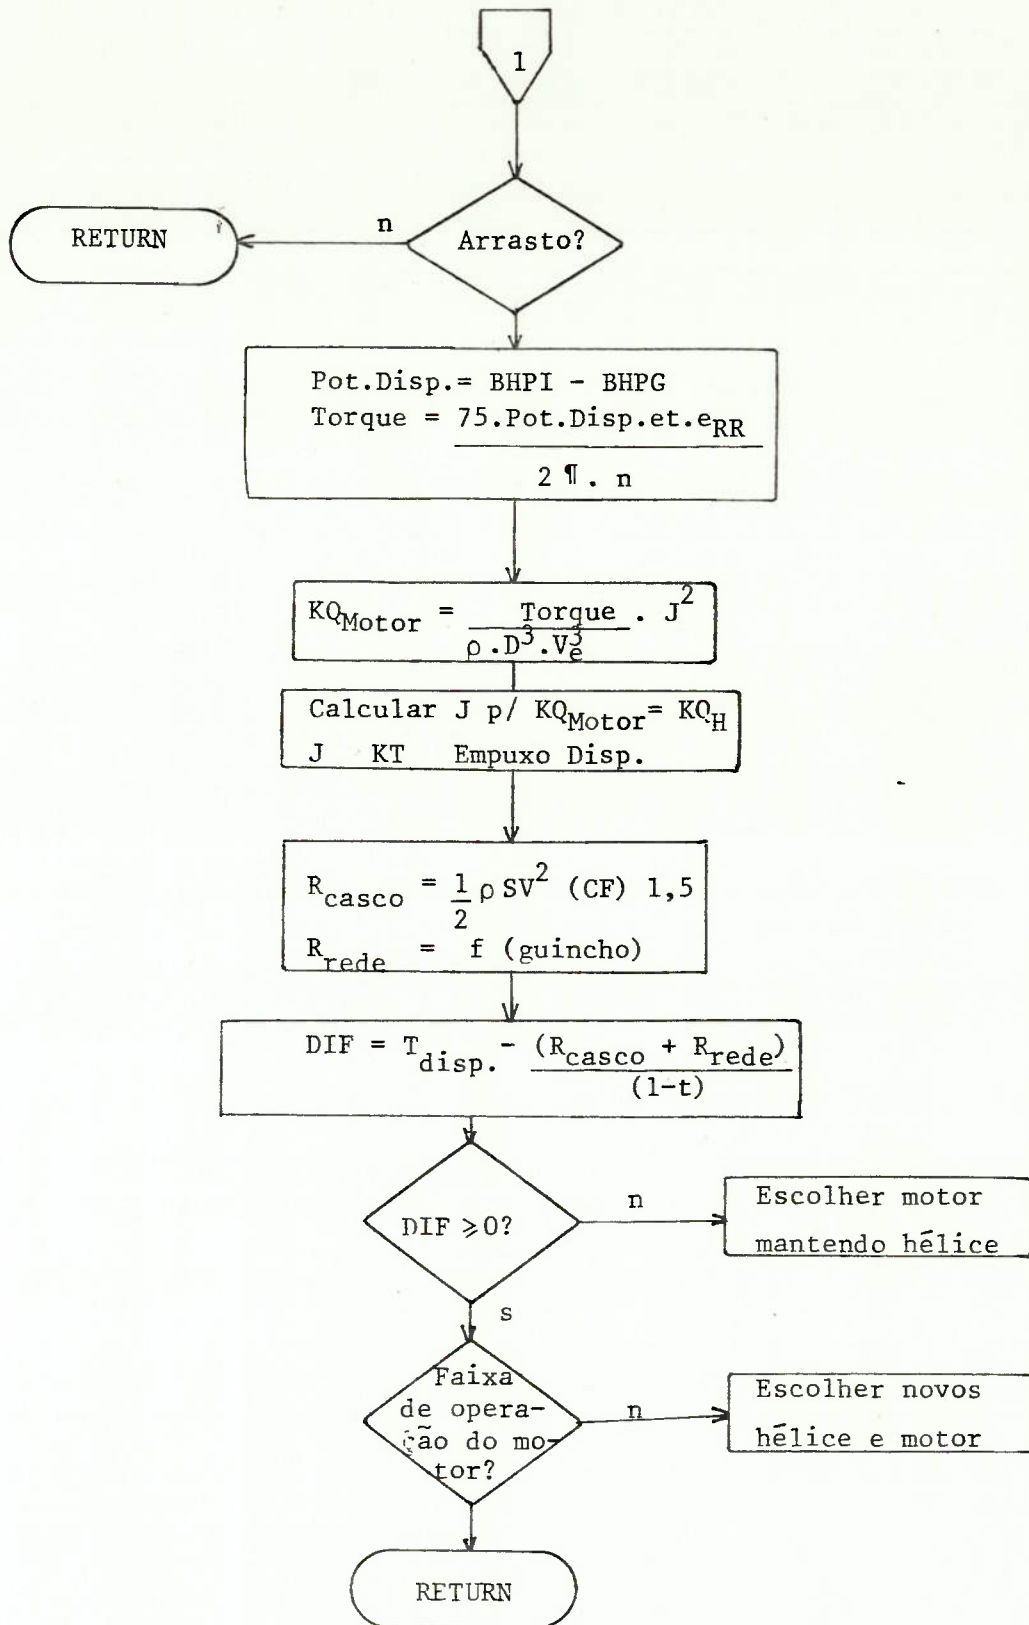 1
Arrasto?
n
RETURN
Pot.Disp.= BHPI - BHPG
Torque = 75.Pot.Disp.et.eRR
2 ¶. n
KQMotor = Torque . J²
ρ.D³.Ve³
Calcular J p/ KQMotor= KQH
J KT Empuxo Disp.
Rcasco = 1/2 ρ SV² (CF) 1,5
Rrede = f (guincho)
DIF = Tdisp. - (Rcasco + Rrede)
(1-t)
DIF ⩾0?
n
Escolher motor
mantendo hélice
s
Faixa
de opera-
ção do mo-
tor?
n
Escolher novos
hélice e motor
RETURN